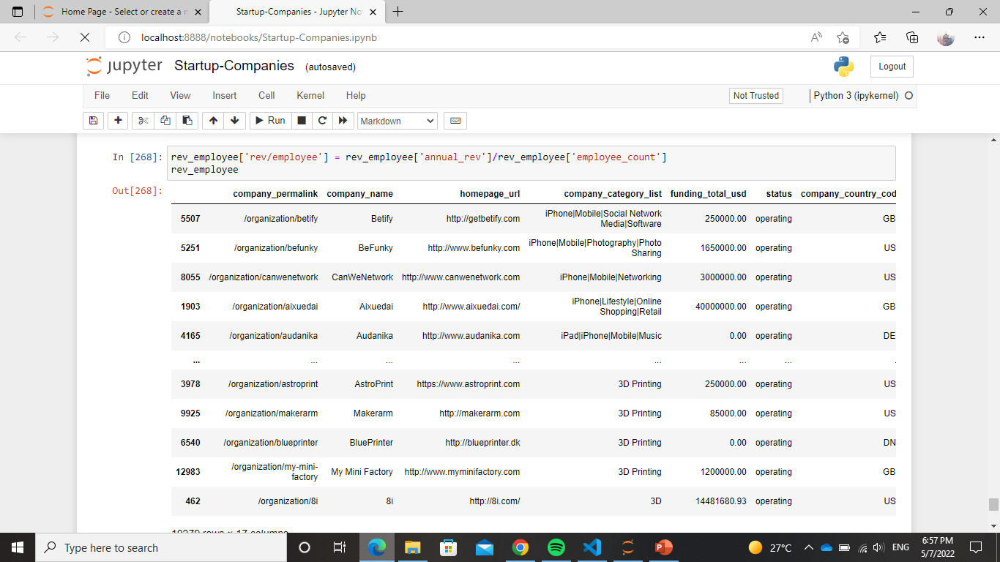 Home Page - Select or create a n
Startup-Companies - Jupyter No
localhost:8888/notebooks/Startup-Companies.ipynb
jupyter Startup-Companies (autosaved)
Logout
File Edit View Insert Cell Kernel Help
Not Trusted
Python 3 (ipykernel)
Run
Markdown
In [268]: rev_employee['rev/employee'] = rev_employee['annual_rev']/rev_employee['employee_count']
rev_employee
Out[268]:
company_permalink company_name homepage_url company_category_list funding_total_usd status company_country_cod
5507 /organization/betify Betify http://getbetify.com iPhone|Mobile|Social Network
Media|Software 250000.00 operating GB
5251 /organization/befunky BeFunky http://www.befunky.com iPhone|Mobile|Photography|Photo
Sharing 1650000.00 operating US
8055 /organization/canwenetwork CanWeNetwork http://www.canwenetwork.com iPhone|Mobile|Networking 3000000.00 operating US
1903 /organization/aixuedai Aixuedai http://www.aixuedai.com/ iPhone|Lifestyle|Online
Shopping|Retail 40000000.00 operating GB
4165 /organization/audanika Audanika http://www.audanika.com iPad|iPhone|Mobile|Music 0.00 operating DE
... ... ... ... ... ... ... .
3978 /organization/astroprint AstroPrint https://www.astroprint.com 3D Printing 250000.00 operating US
9925 /organization/makerarm Makerarm http://makerarm.com 3D Printing 85000.00 operating US
6540 /organization/blueprinter BluePrinter http://blueprinter.dk 3D Printing 0.00 operating DN
12983 /organization/my-mini-
factory My Mini Factory http://www.myminifactory.com 3D Printing 1200000.00 operating GB
462 /organization/8i 8i http://8i.com/ 3D 14481680.93 operating US
Type here to search
27°C
ENG
6:57 PM
5/7/2022